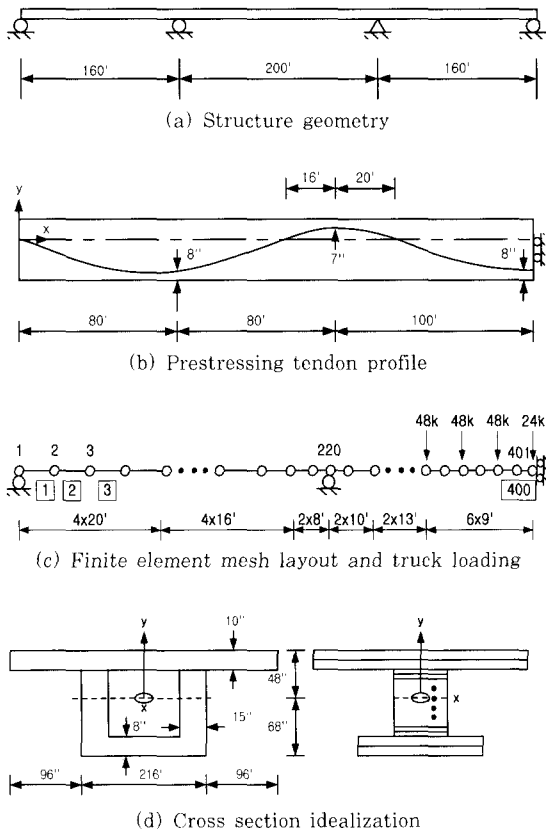 160' 200' 160'
(a) Structure geometry
y
16' 20'
x
8" 7" 8"
80' 80' 100'
(b) Prestressing tendon profile
48k 48k 48k 24k
1 2 3 220 401
1 2 3 400
4x20' 4x16' 2x8' 2x10' 2x13' 6x9'
(c) Finite element mesh layout and truck loading
y 10" y
48"
x x
8" 15" 68"
96" 216' 96'
(d) Cross section idealization